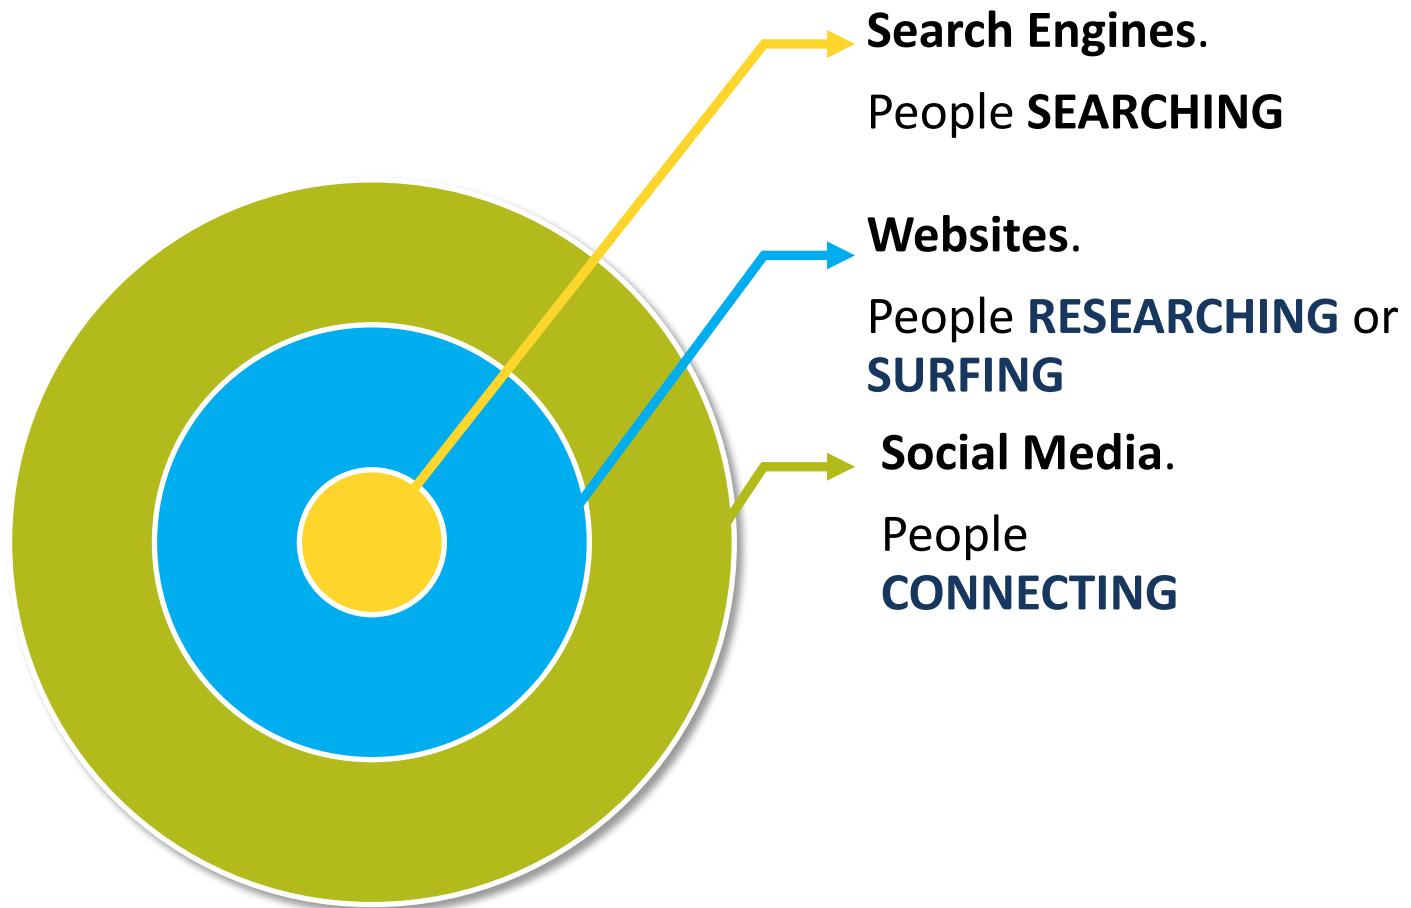 Search Engines.
People SEARCHING
Websites.
People RESEARCHING or
SURFING
Social Media.
People
CONNECTING